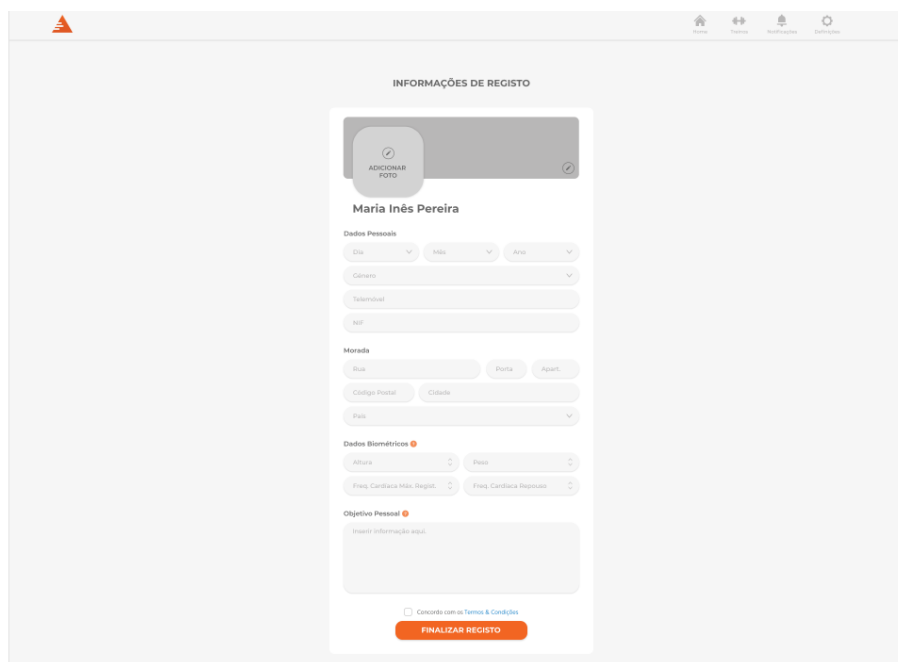 Home Treinos Notificações Definições
INFORMAÇÕES DE REGISTO
ADICIONAR
FOTO
Maria Inês Pereira
Dados Pessoais
Dia Mês Ano
Género
Telemóvel
NIF
Morada
Rua Porta Apart.
Código Postal Cidade
País
Dados Biométricos
Altura Peso
Freq. Cardíaca Máx. Regist. Freq. Cardíaca Repouso
Objetivo Pessoal
Inserir informação aqui.
Concordo com os Termos & Condições
FINALIZAR REGISTO